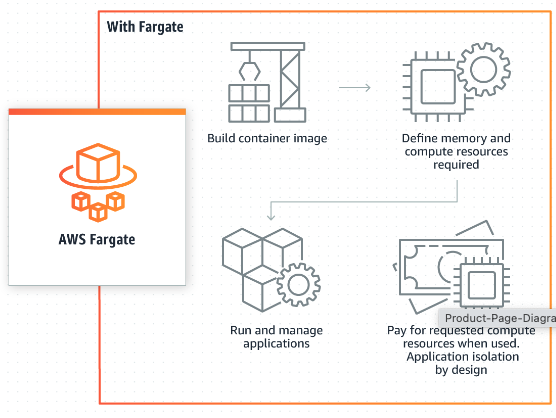 With Fargate
Build container image
Define memory and
compute resources
required
AWS Fargate
Run and manage
applications
Product-Page-Diagra
Pay for requested compute
resources when used.
Application isolation
by design